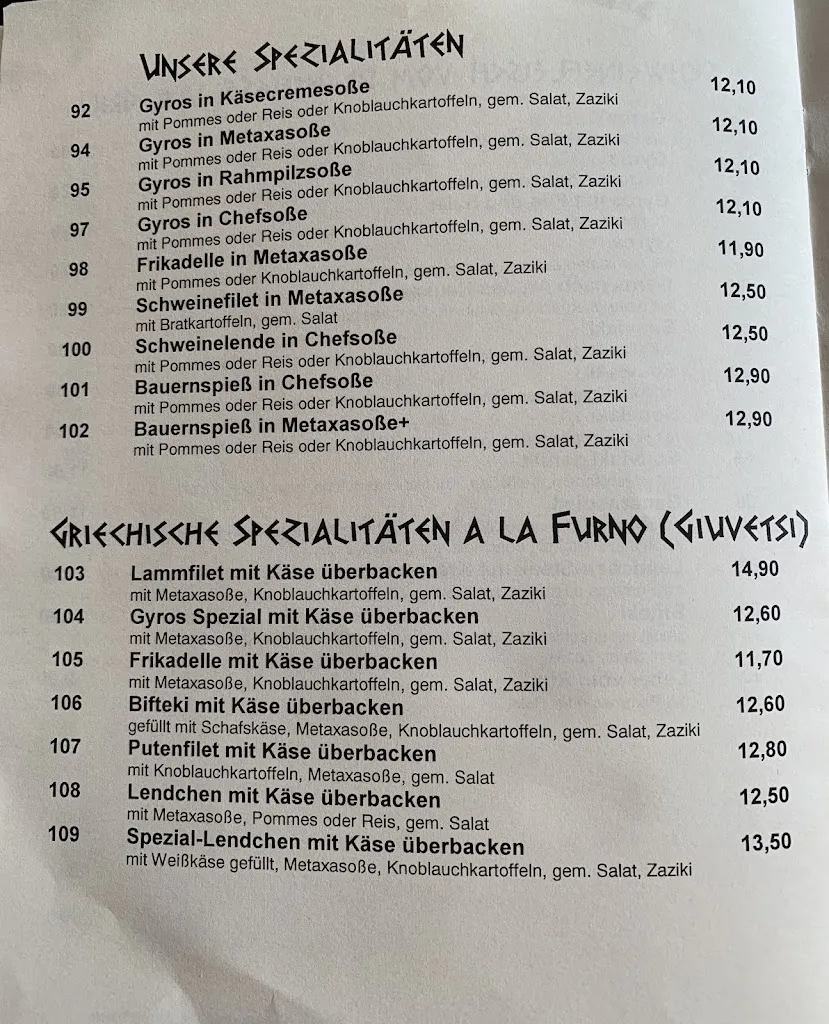 UNSERE SPEZIALITÄTEN
92 Gyros in Käsecremesoße 12,10
mit Pommes oder Reis oder Knoblauchkartoffeln, gem. Salat, Zaziki
94 Gyros in Metaxasoße 12,10
mit Pommes oder Reis oder Knoblauchkartoffeln, gem. Salat, Zaziki
95 Gyros in Rahmpilzsoße 12,10
mit Pommes oder Reis oder Knoblauchkartoffeln, gem. Salat, Zaziki
97 Gyros in Chefsoße 12,10
mit Pommes oder Reis oder Knoblauchkartoffeln, gem. Salat, Zaziki
98 Frikadelle in Metaxasoße 11,90
mit Pommes oder Knoblauchkartoffeln, gem. Salat, Zaziki
99 Schweinefilet in Metaxasoße 12,50
mit Bratkartoffeln, gem. Salat
100 Schweinelende in Chefsoße 12,50
mit Pommes oder Reis oder Knoblauchkartoffeln, gem. Salat, Zaziki
101 Bauernspieß in Chefsoße 12,90
mit Pommes oder Reis oder Knoblauchkartoffeln, gem. Salat, Zaziki
102 Bauernspieß in Metaxasoße+ 12,90
mit Pommes oder Reis oder Knoblauchkartoffeln, gem. Salat, Zaziki
GRIECHISCHE SPEZIALITÄTEN A LA FURNO (GIUVETSI)
103 Lammfilet mit Käse überbacken 14,90
mit Metaxasoße, Knoblauchkartoffeln, gem. Salat, Zaziki
104 Gyros Spezial mit Käse überbacken 12,60
mit Metaxasoße, Knoblauchkartoffeln, gem. Salat, Zaziki
105 Frikadelle mit Käse überbacken 11,70
mit Metaxasoße, Knoblauchkartoffeln, gem. Salat, Zaziki
106 Bifteki mit Käse überbacken 12,60
gefüllt mit Schafskäse, Metaxasoße, Knoblauchkartoffeln, gem. Salat, Zaziki
107 Putenfilet mit Käse überbacken 12,80
mit Knoblauchkartoffeln, Metaxasoße, gem. Salat
108 Lendchen mit Käse überbacken 12,50
mit Metaxasoße, Pommes oder Reis, gem. Salat
109 Spezial-Lendchen mit Käse überbacken 13,50
mit Weißkäse gefüllt, Metaxasoße, Knoblauchkartoffeln, gem. Salat, Zaziki